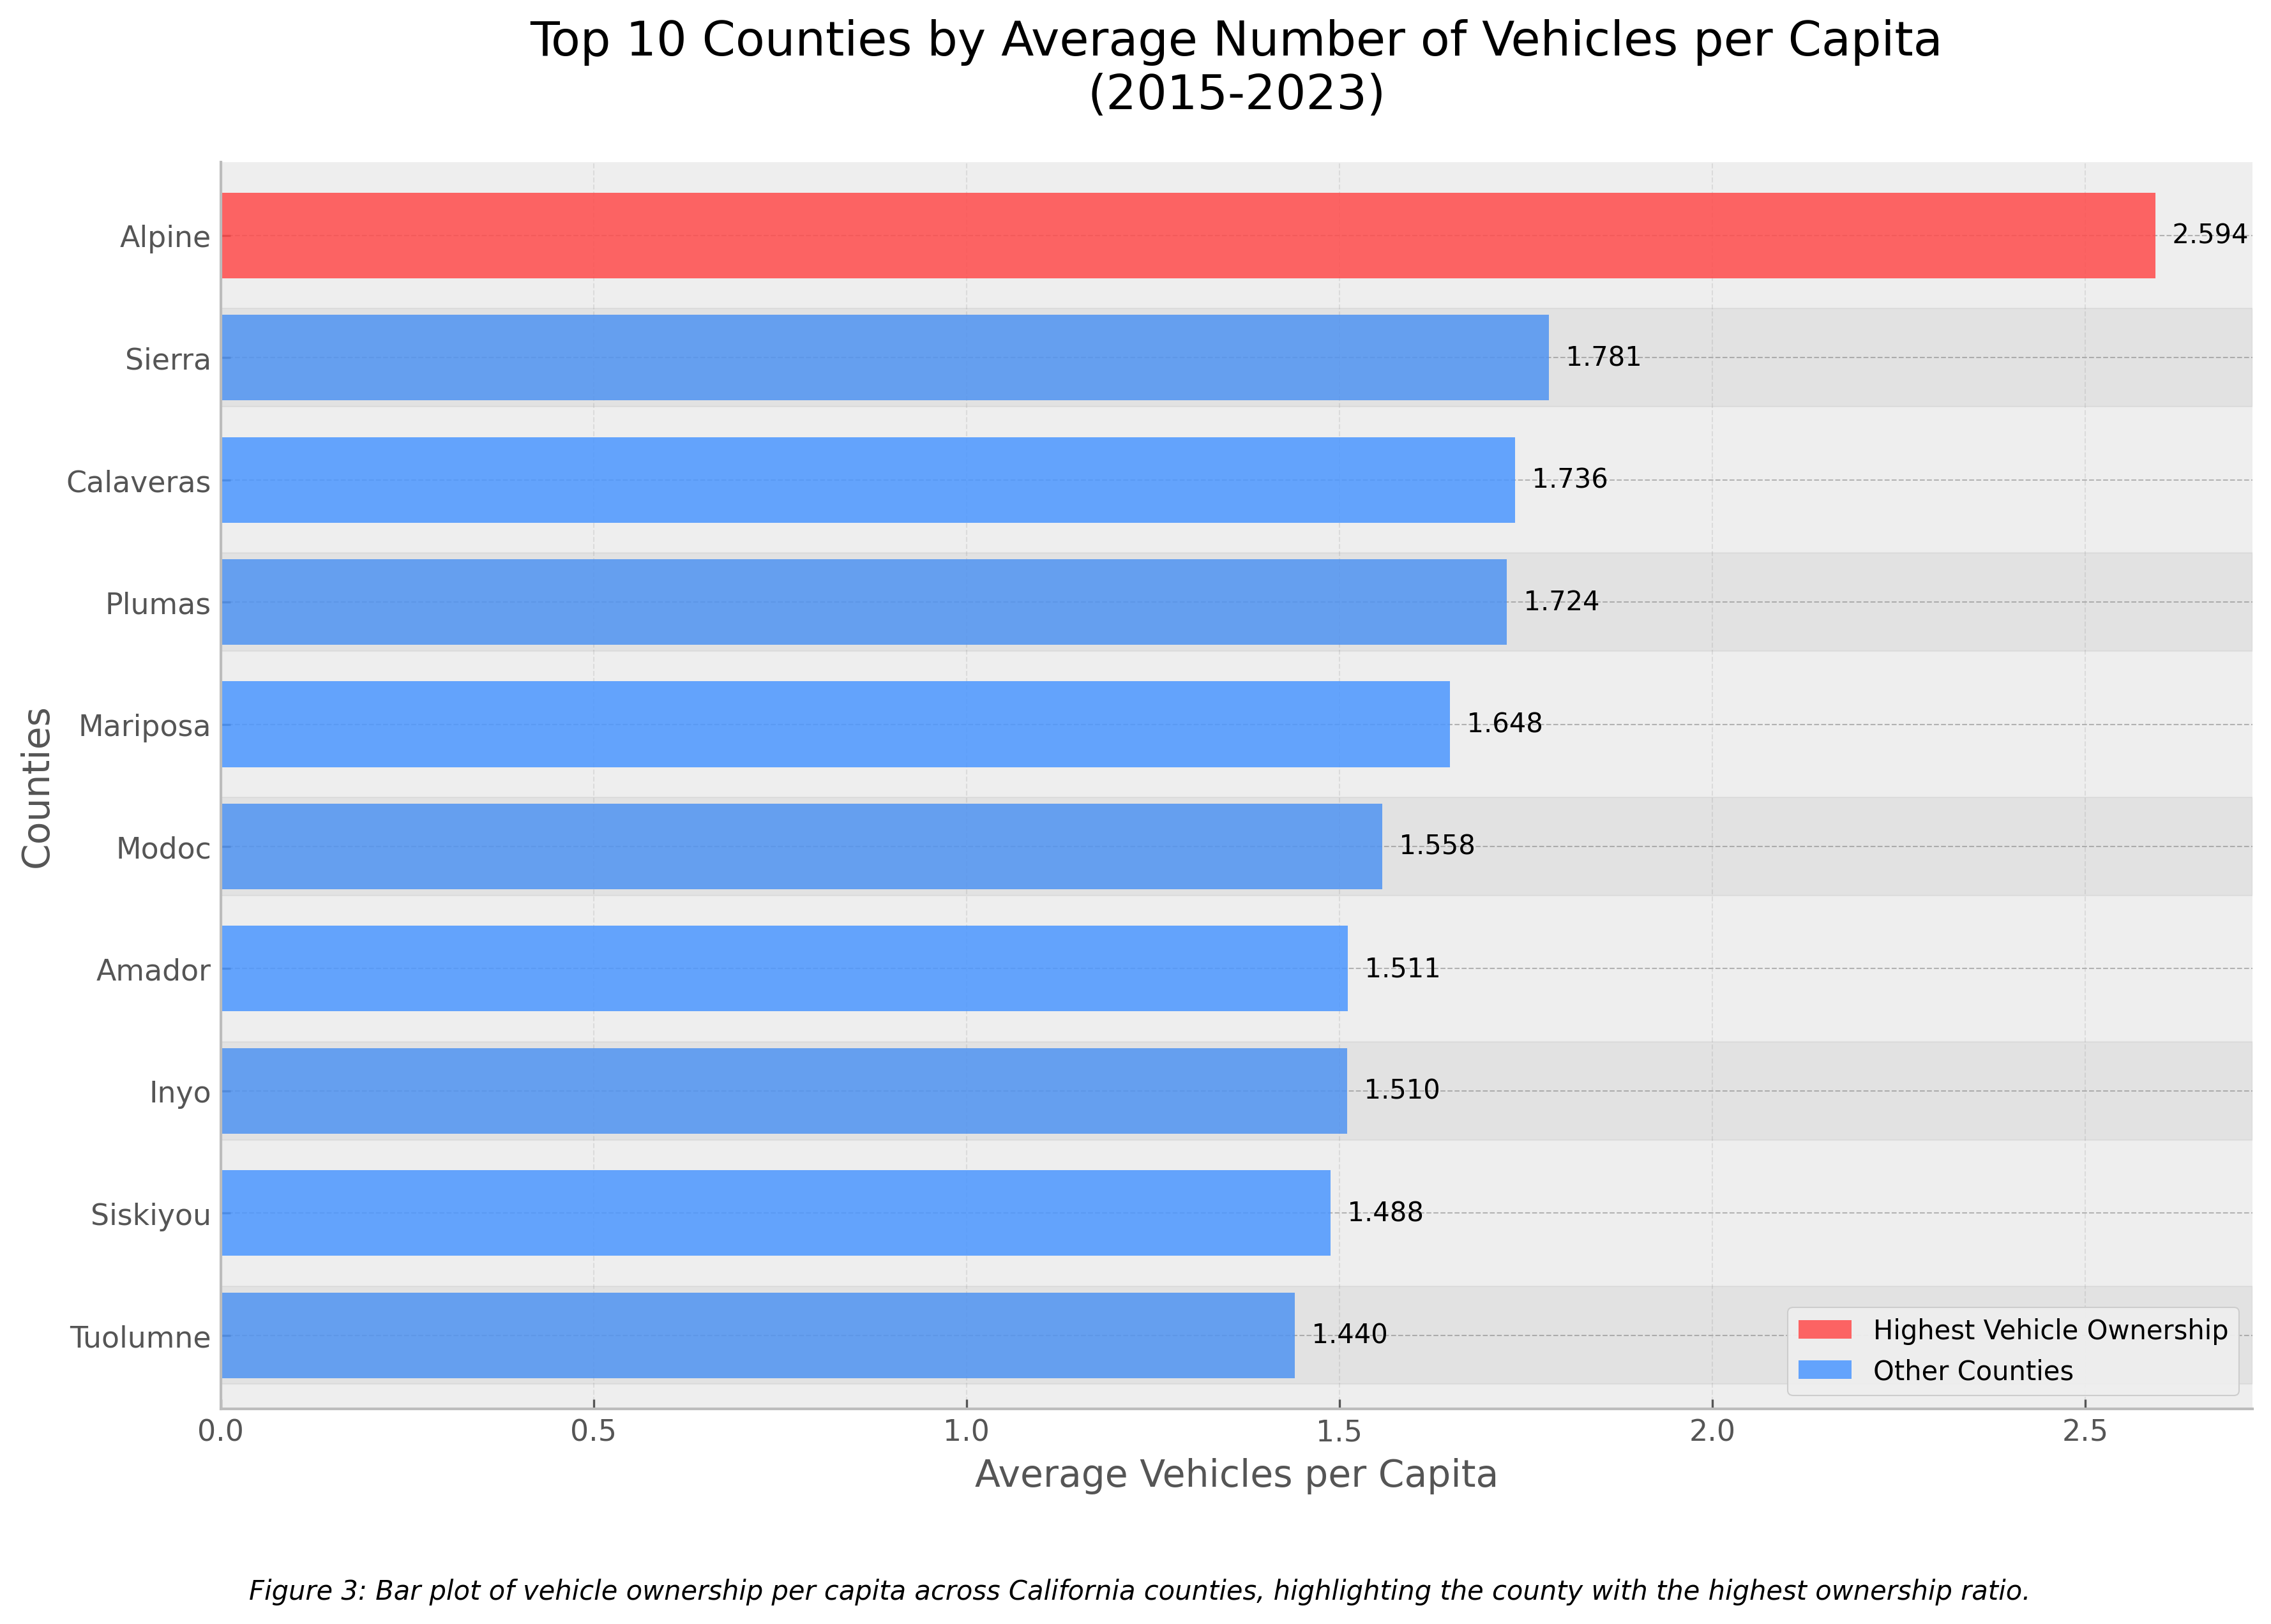 Top 10 Counties by Average Number of Vehicles per Capita
(2015-2023)
Counties
Alpine 2.594
Sierra 1.781
Calaveras 1.736
Plumas 1.724
Mariposa 1.648
Modoc 1.558
Amador 1.511
Inyo 1.510
Siskiyou 1.488
Tuolumne 1.440
Highest Vehicle Ownership
Other Counties
0.0 0.5 1.0 1.5 2.0 2.5
Average Vehicles per Capita
Figure 3: Bar plot of vehicle ownership per capita across California counties, highlighting the county with the highest ownership ratio.